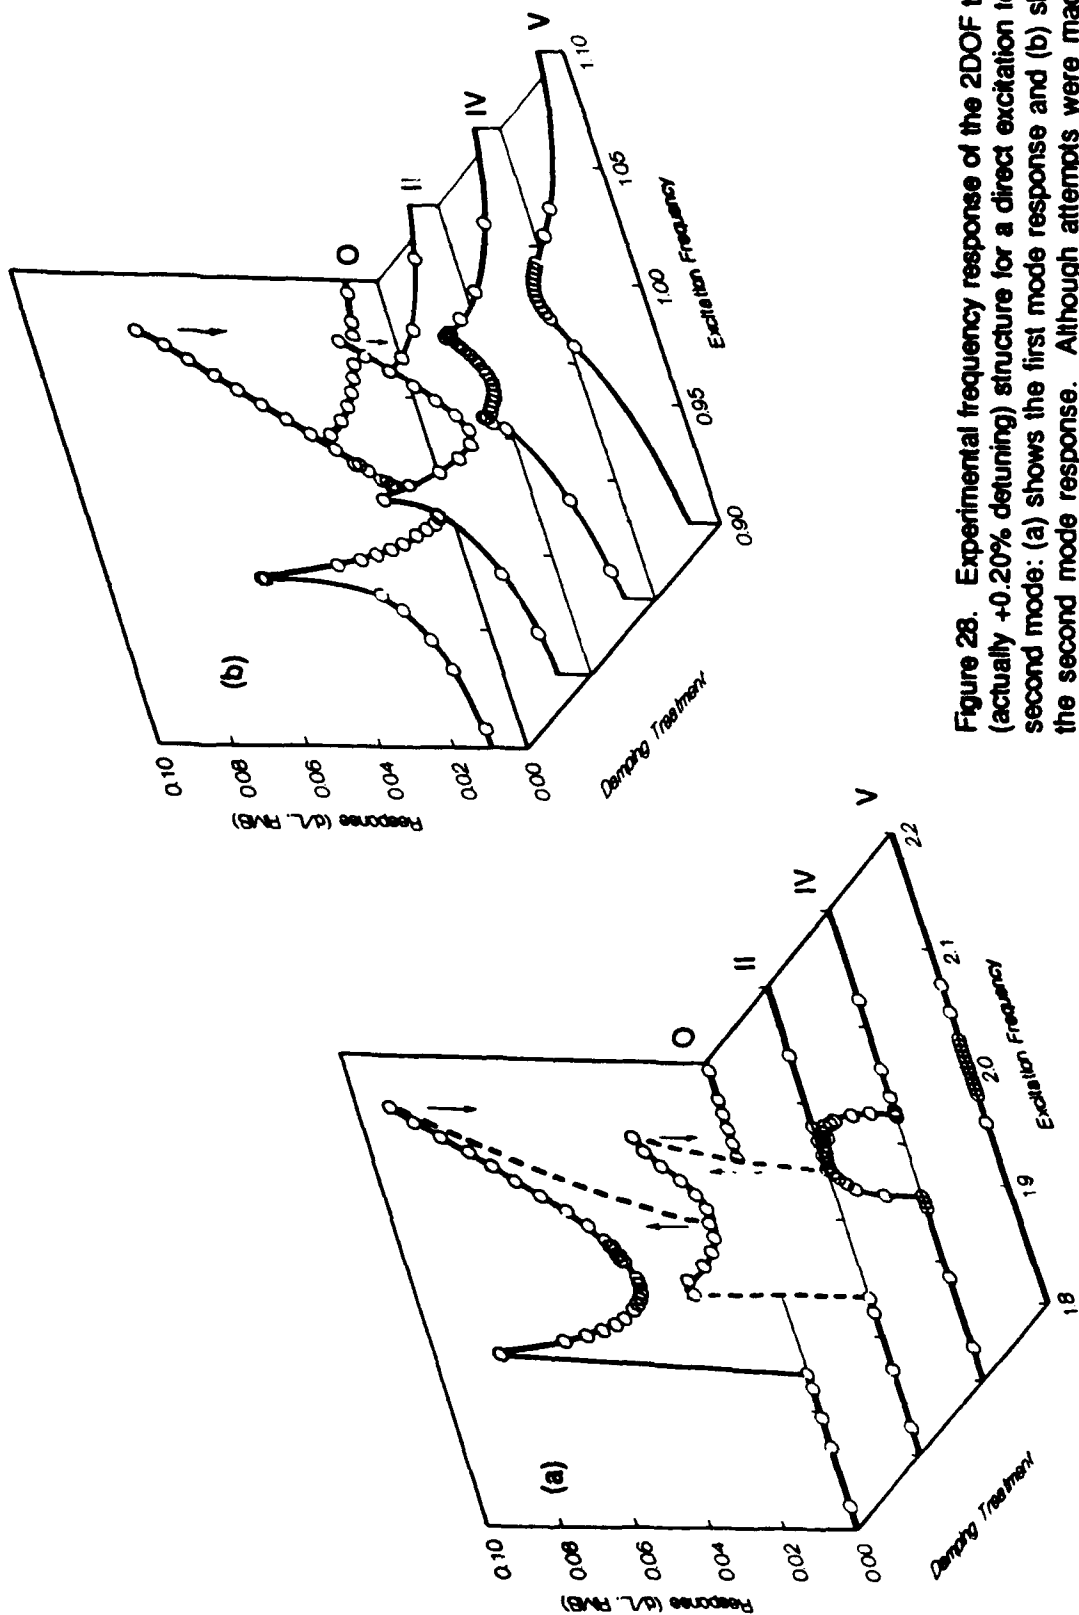 (a)
Response (d/L, RMS)
0.10
0.08
0.06
0.04
0.02
0.00
Damping Treatment
O
II
IV
V
1.8
1.9
2.0
2.1
2.2
Excitation Frequency
(b)
Response (d/L, RMS)
0.10
0.08
0.06
0.04
0.02
0.00
Damping Treatment
O
II
IV
V
0.90
0.95
1.00
1.05
1.10
Excitation Frequency
Figure 28. Experimental frequency response of the 2DOF
(actually +0.20% detuning) structure for a direct excitation
second mode: (a) shows the first mode response and (b)
the second mode response. Although attempts were